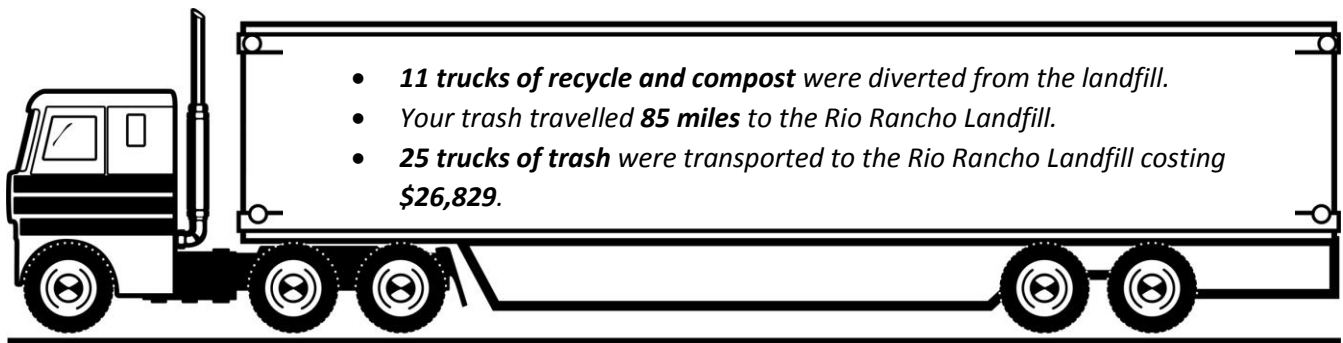 • 11 trucks of recycle and compost were diverted from the landfill.
• Your trash travelled 85 miles to the Rio Rancho Landfill.
• 25 trucks of trash were transported to the Rio Rancho Landfill costing
$26,829.